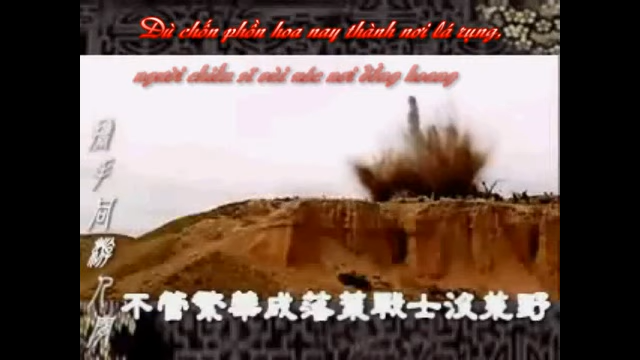 Dù chốn phồn hoa nay thành nơi lá rụng,
người chiến sĩ vùi xác nơi đồng hoang
不管繁華成落葉戰士沒荒野